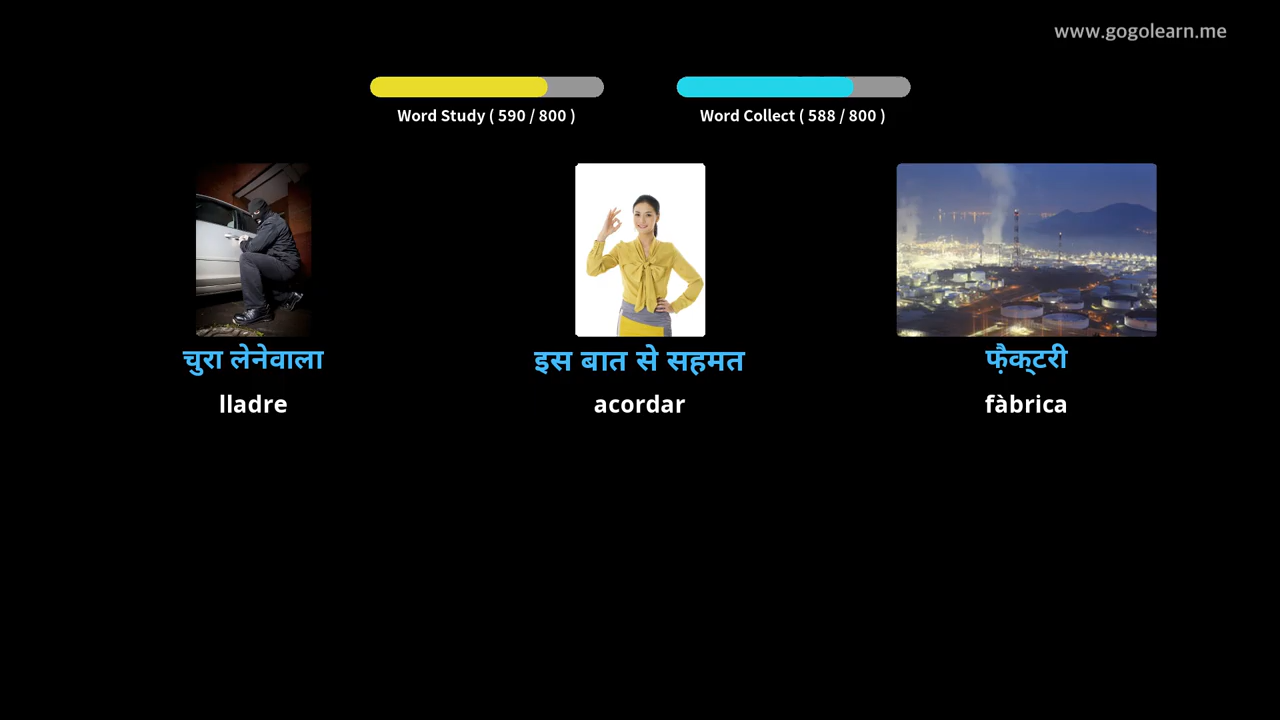 www.gogolearn.me
Word Study ( 590 / 800 )
Word Collect ( 588 / 800 )
चुरा लेनेवाला
इस बात से सहमत
फ़ैक्टरी
lladre
acordar
fàbrica